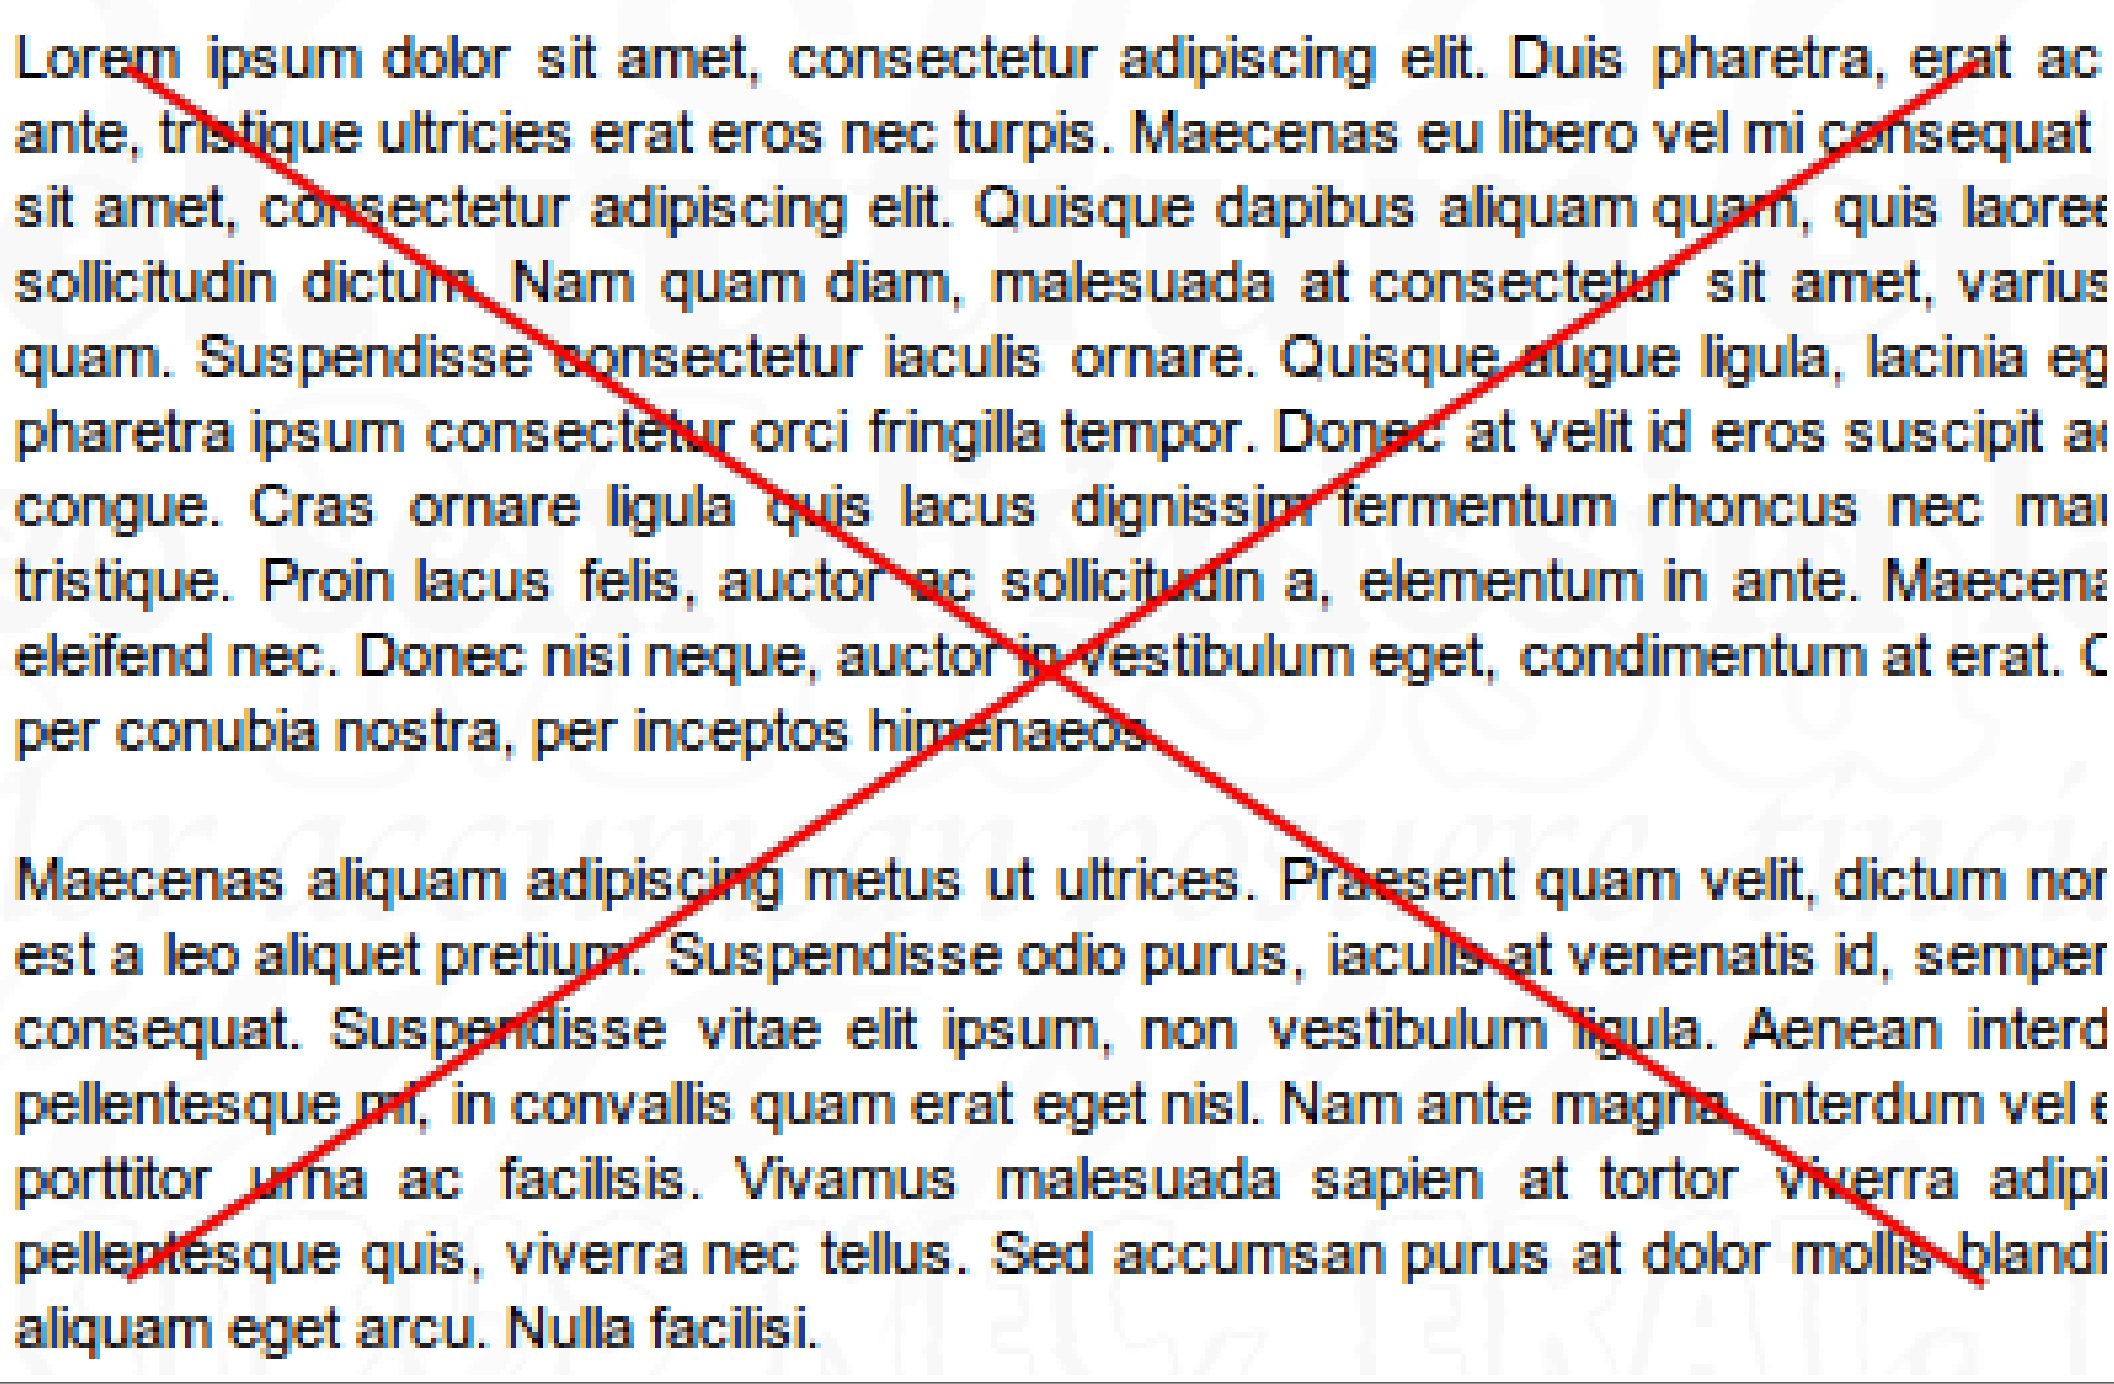 Lorem ipsum dolor sit amet, consectetur adipiscing elit. Duis pharetra, erat ac
ante, tristique ultricies erat eros nec turpis. Maecenas eu libero vel mi consequat
sit amet, consectetur adipiscing elit. Quisque dapibus aliquam quam, quis
sollicitudin dictum. Nam quam diam, malesuada at consectetur sit amet, varius
quam. Suspendisse consectetur iaculis ornare. Quisque augue ligula, lacinia
pharetra ipsum consectetur orci fringilla tempor. Donec at velit id eros suscipit
congue. Cras ornare ligula quis lacus dignissim fermentum rhoncus nec
tristique. Proin lacus felis, auctor ac sollicitudin a, elementum in ante.
eleifend nec. Donec nisi neque, auctor in vestibulum eget, condimentum at erat.
per conubia nostra, per inceptos himenaeos.
Maecenas aliquam adipiscing metus ut ultrices. Praesent quam velit, dictum
est a leo aliquet pretium. Suspendisse odio purus, iaculis at venenatis id, semper
consequat. Suspendisse vitae elit ipsum, non vestibulum ligula. Aenean
pellentesque mi, in convallis quam erat eget nisl. Nam ante magna, interdum vel
porttitor urna ac facilisis. Vivamus malesuada sapien at tortor viverra
pellentesque quis, viverra nec tellus. Sed accumsan purus at dolor mollis
aliquam eget arcu. Nulla facilisi.